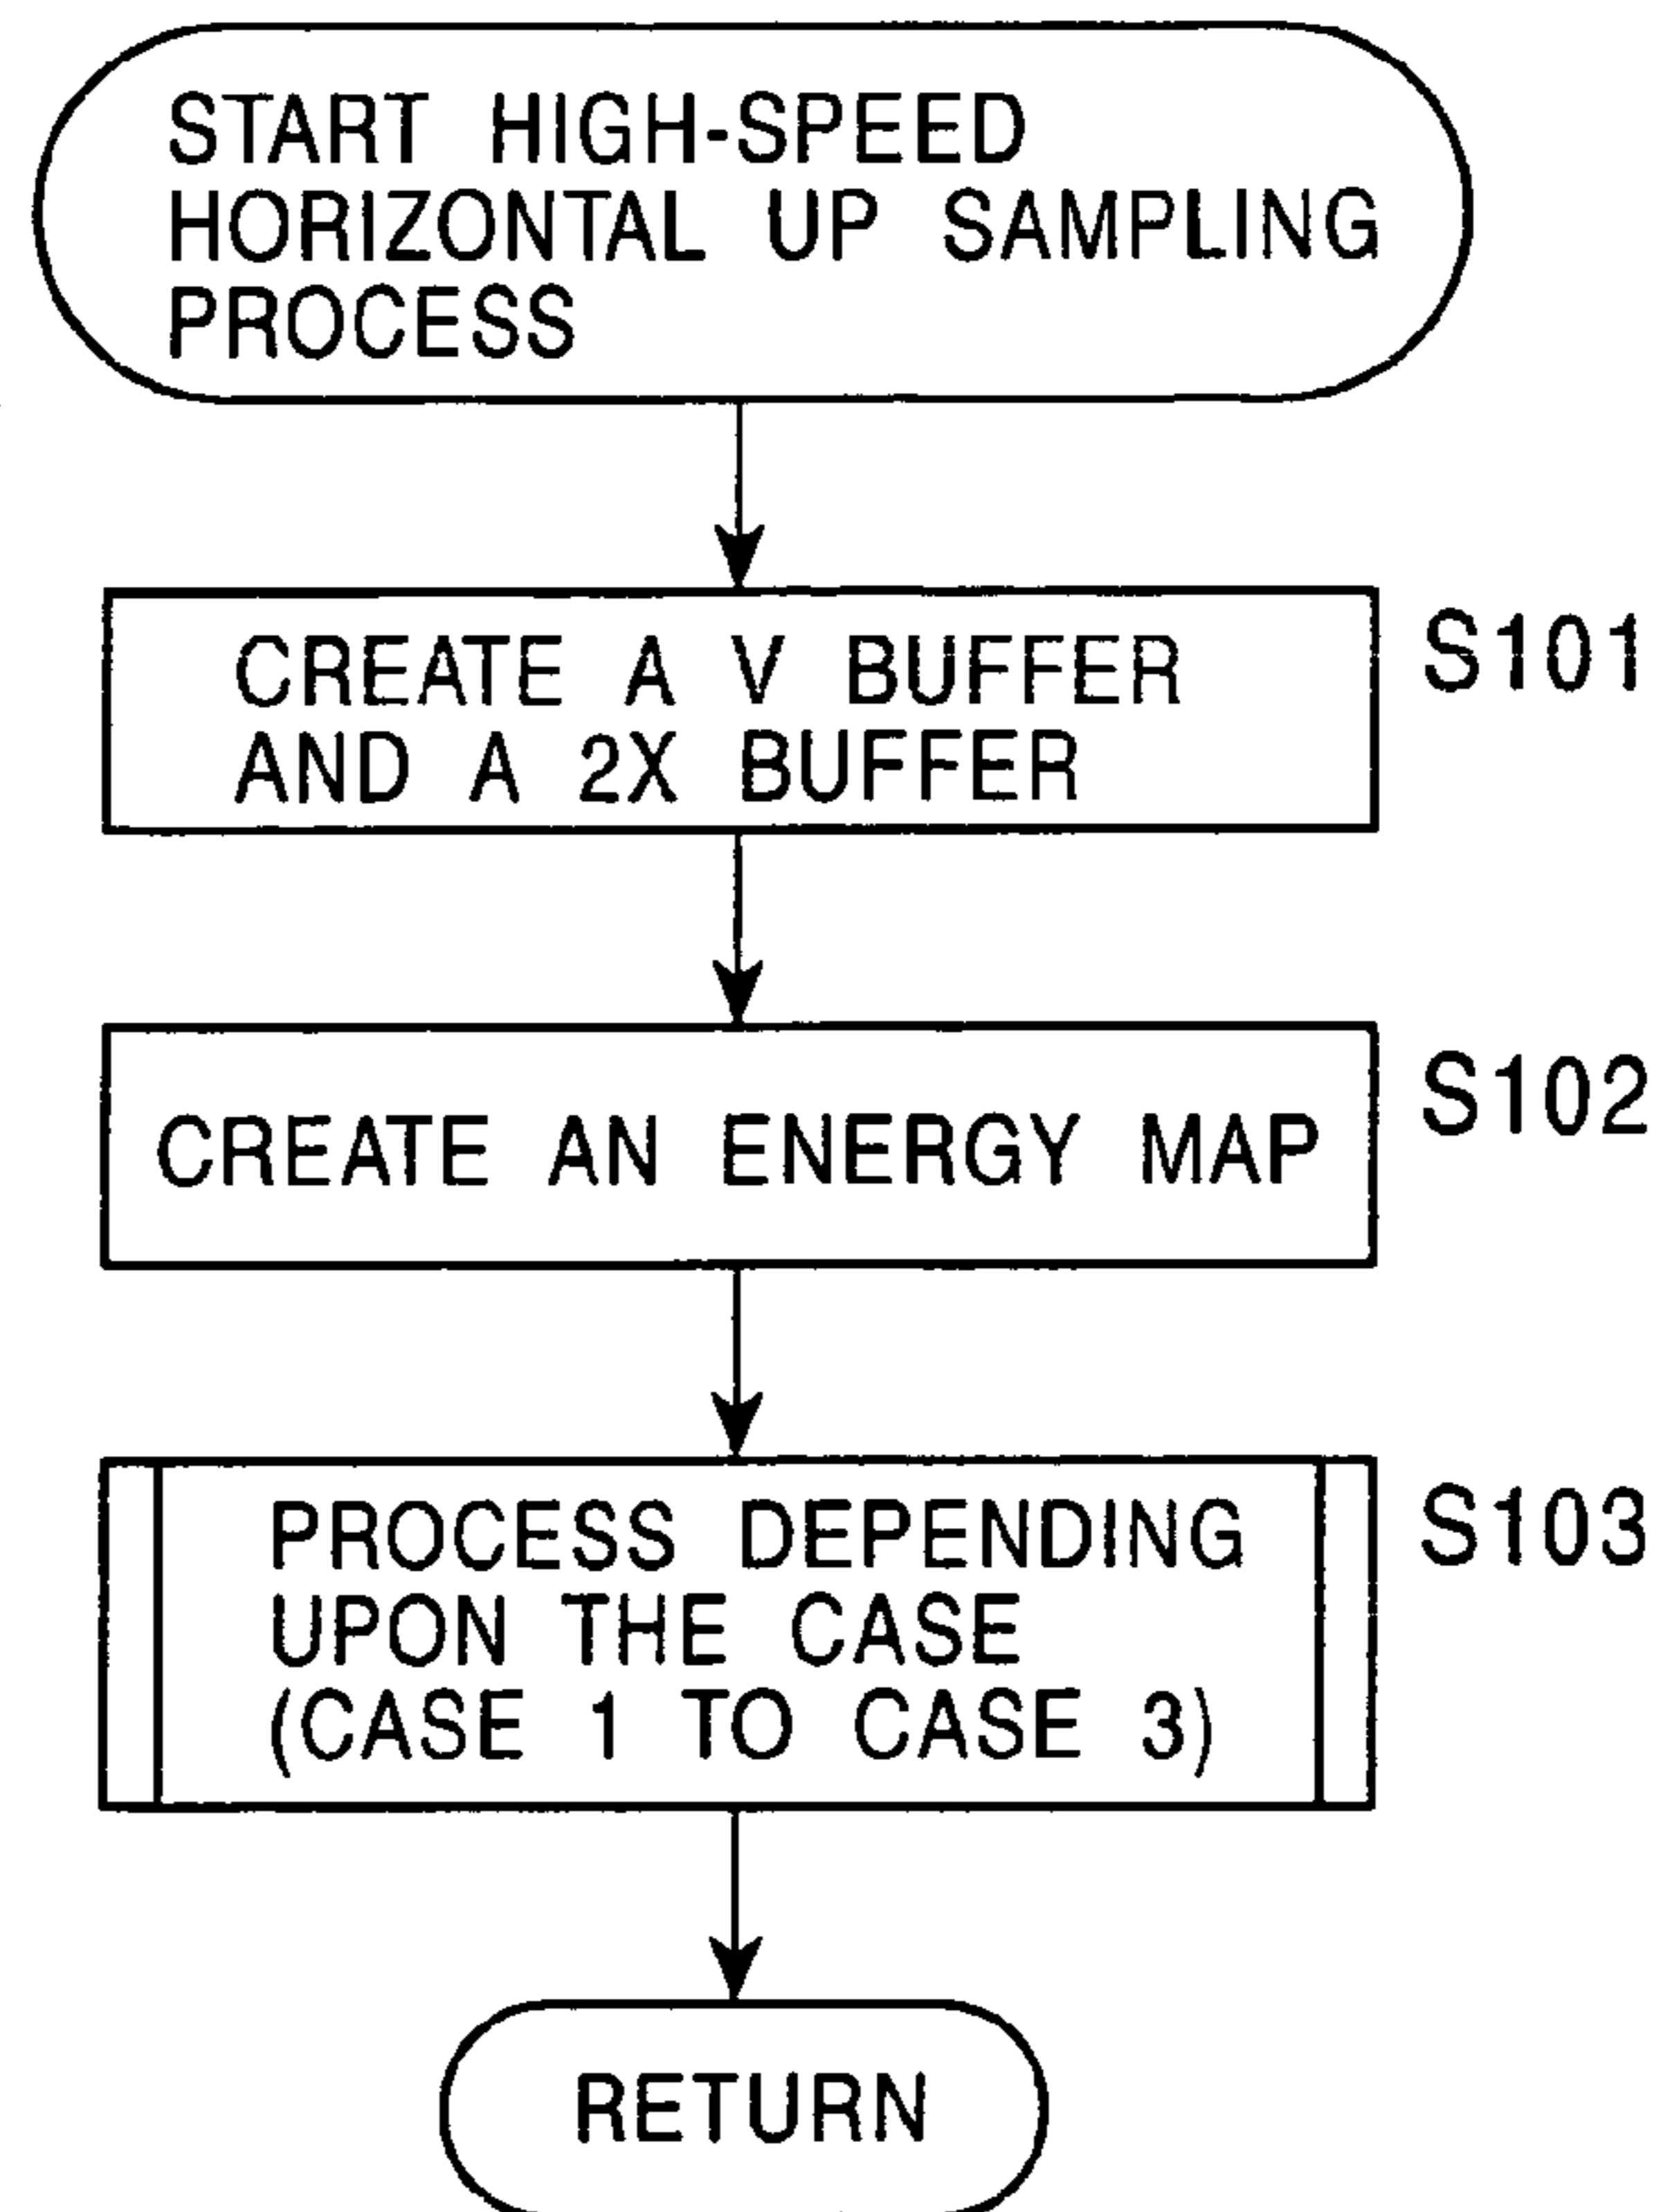 START HIGH-SPEED
HORIZONTAL UP SAMPLING
PROCESS
CREATE A V BUFFER
AND A 2X BUFFER
S101
CREATE AN ENERGY MAP
S102
PROCESS DEPENDING
UPON THE CASE
(CASE 1 TO CASE 3)
S103
RETURN